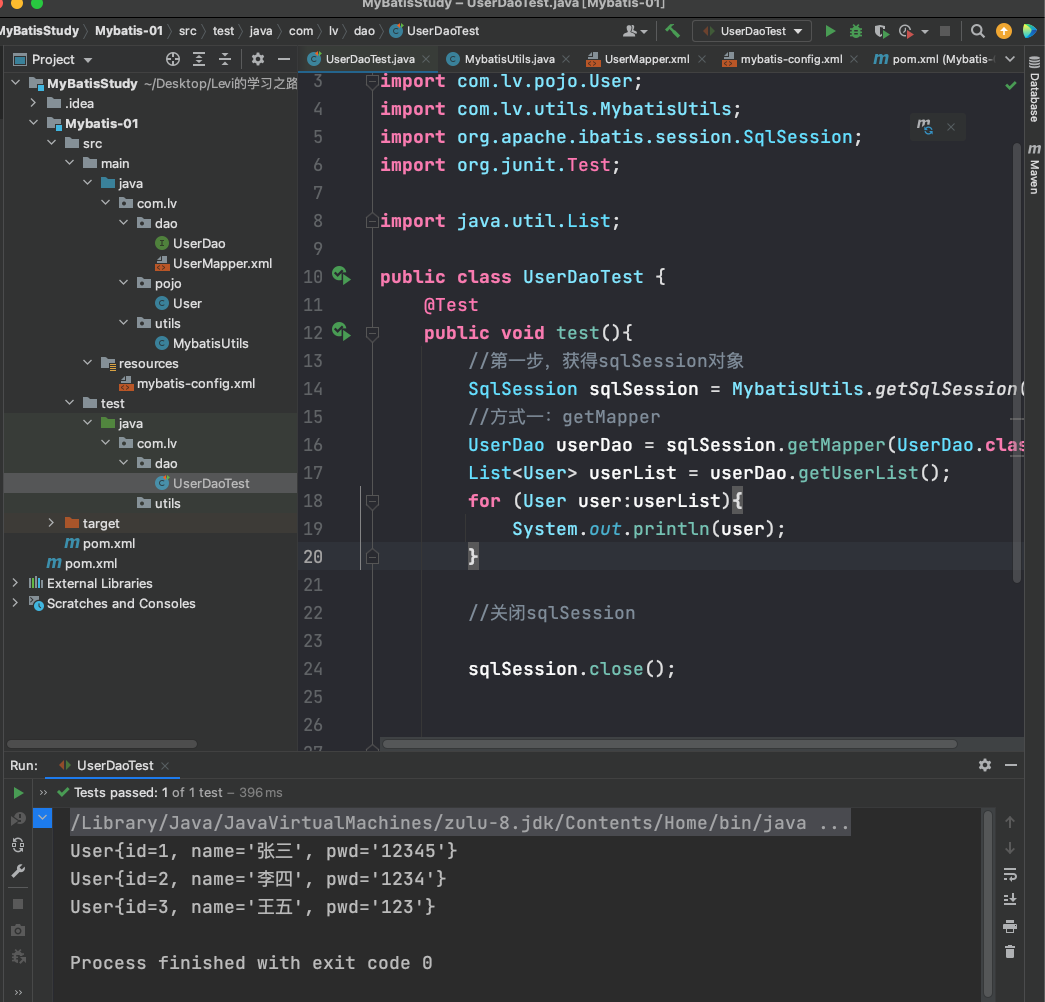 MyBatisStudy – UserDaoTest.java [Mybatis-01]
MyBatisStudy Mybatis-01 src test java com lv dao UserDaoTest
UserDaoTest
Project
UserDaoTest.java MybatisUtils.java UserMapper.xml mybatis-config.xml pom.xml (Mybatis-
MyBatisStudy ~/Desktop/Levi的学习之路
.idea
Mybatis-01
src
main
java
com.lv
dao
UserDao
UserMapper.xml
pojo
User
utils
MybatisUtils
resources
mybatis-config.xml
test
java
com.lv
dao
UserDaoTest
utils
target
pom.xml
pom.xml
External Libraries
Scratches and Consoles
3 import com.lv.pojo.User;
4 import com.lv.utils.MybatisUtils;
5 import org.apache.ibatis.session.SqlSession;
6 import org.junit.Test;
7
8 import java.util.List;
9
10 public class UserDaoTest {
11 @Test
12 public void test(){
13 //第一步，获得sqlSession对象
14 SqlSession sqlSession = MybatisUtils.getSqlSession(
15 //方式一：getMapper
16 UserDao userDao = sqlSession.getMapper(UserDao.clas
17 List<User> userList = userDao.getUserList();
18 for (User user:userList){
19 System.out.println(user);
20 }
21
22 //关闭sqlSession
23
24 sqlSession.close();
25
26
27
Database
Maven
Run: UserDaoTest
Tests passed: 1 of 1 test – 396 ms
/Library/Java/JavaVirtualMachines/zulu-8.jdk/Contents/Home/bin/java ...
User{id=1, name='张三', pwd='12345'}
User{id=2, name='李四', pwd='1234'}
User{id=3, name='王五', pwd='123'}
Process finished with exit code 0